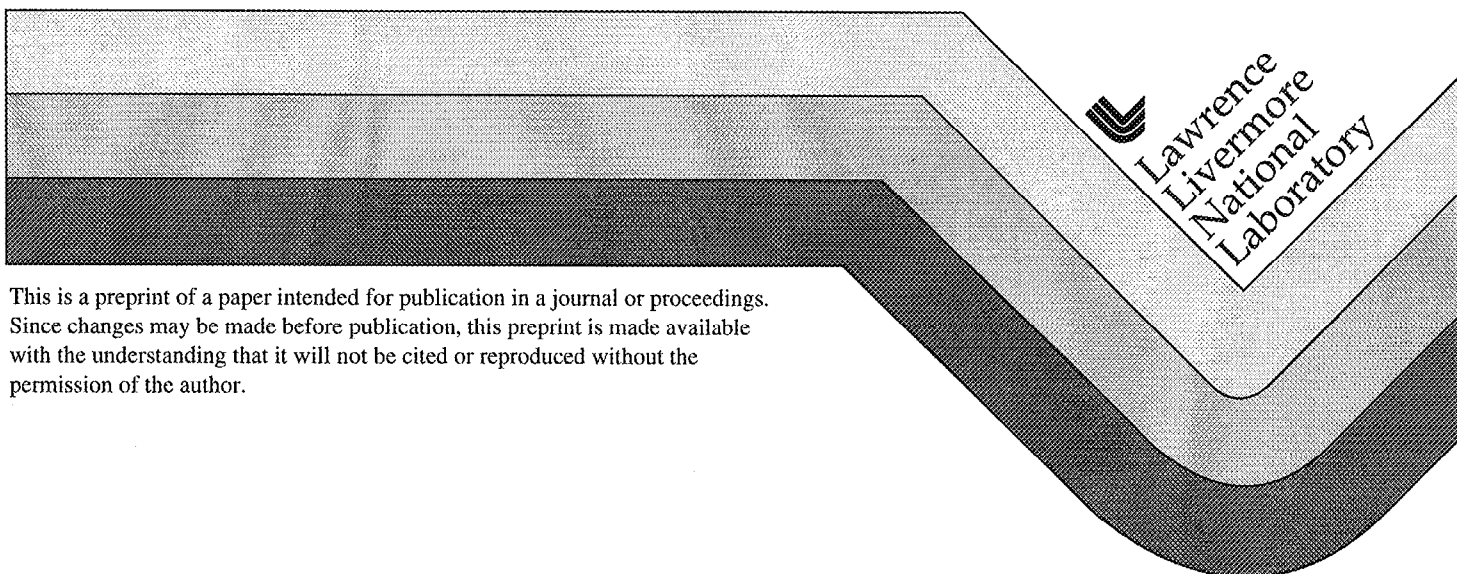 Lawrence
Livermore
National
Laboratory
This is a preprint of a paper intended for publication in a journal or proceedings.
Since changes may be made before publication, this preprint is made available
with the understanding that it will not be cited or reproduced without the
permission of the author.